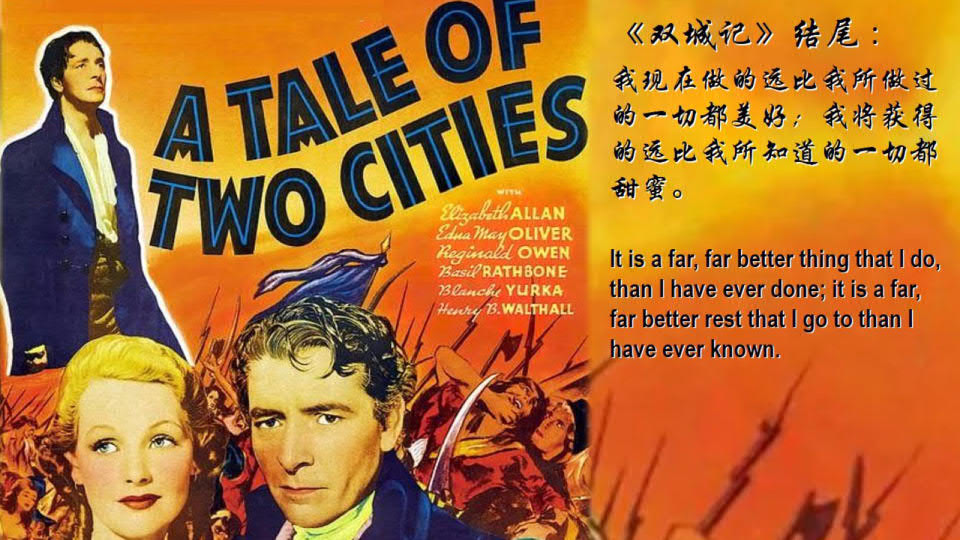 A TALE OF
TWO CITIES
WITH
Elizabeth ALLAN
Edna May OLIVER
Reginald OWEN
Basil RATHBONE
Blanche YURKA
Henry B. WALTHALL
《双城记》结尾：
我现在做的远比我所做过
的一切都美好；我将获得
的远比我所知道的一切都
甜蜜。
It is a far, far better thing that I do,
than I have ever done; it is a far,
far better rest that I go to than I
have ever known.